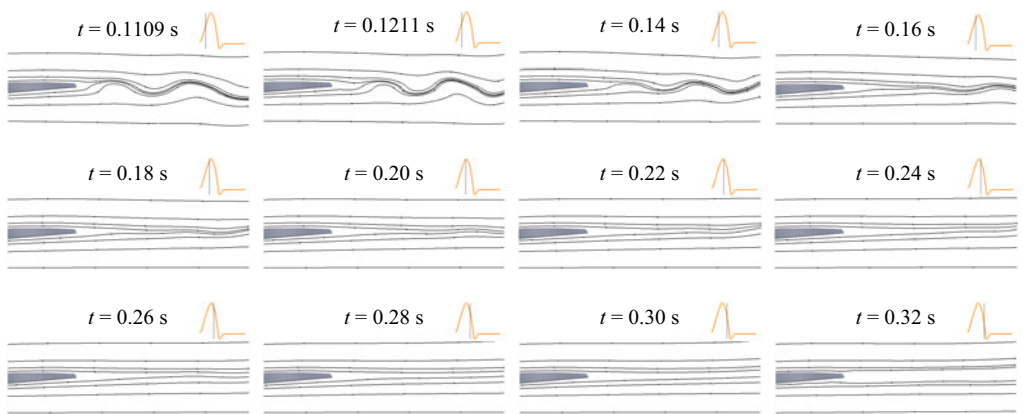 t = 0.1109 s
t = 0.1211 s
t = 0.14 s
t = 0.16 s
t = 0.18 s
t = 0.20 s
t = 0.22 s
t = 0.24 s
t = 0.26 s
t = 0.28 s
t = 0.30 s
t = 0.32 s